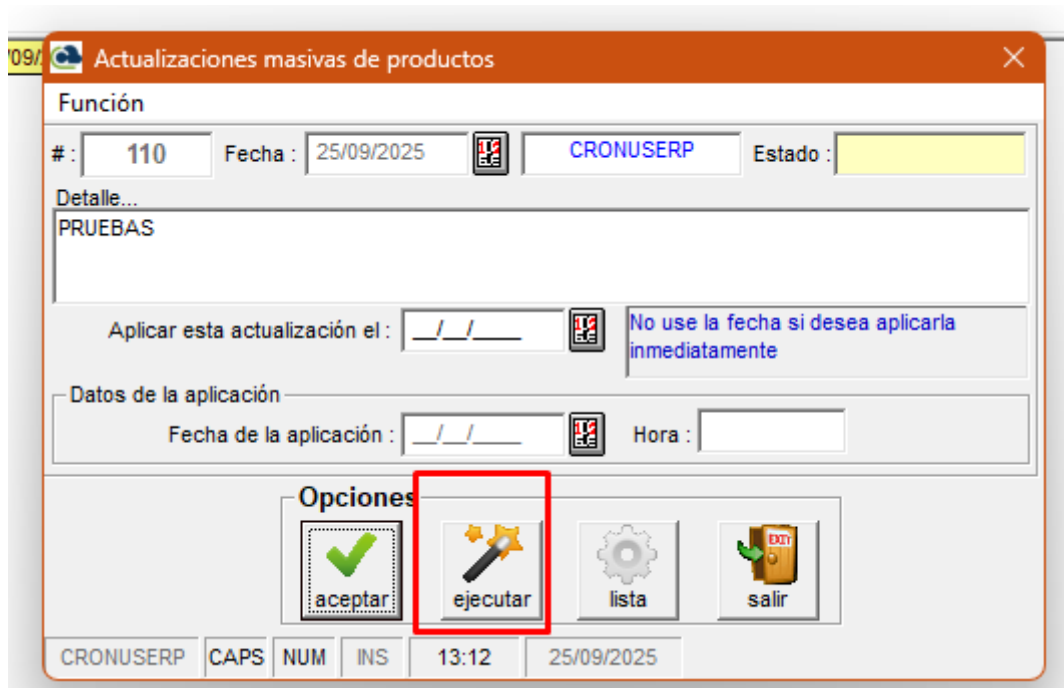 09/
Actualizaciones masivas de productos
Función
#: 110 Fecha: 25/09/2025 CRONUSERP Estado:
Detalle...
PRUEBAS
Aplicar esta actualización el: __/__/____ No use la fecha si desea aplicarla
inmediatamente
Datos de la aplicación
Fecha de la aplicación: __/__/____ Hora:
Opciones
EXIT
aceptar ejecutar lista salir
CRONUSERP CAPS NUM INS 13:12 25/09/2025